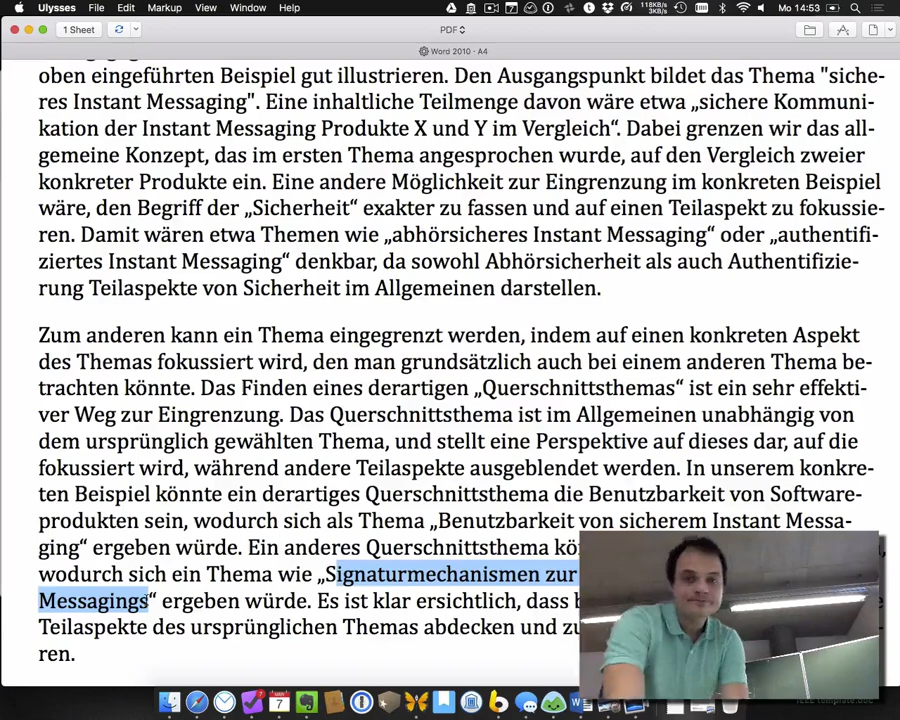 Ulysses File Edit Markup View Window Help 118KB/s 3KB/s Mo 14:53
1 Sheet PDF
Word 2010 · A4
oben eingeführten Beispiel gut illustrieren. Den Ausgangspunkt bildet das Thema "siche-
res Instant Messaging". Eine inhaltliche Teilmenge davon wäre etwa „sichere Kommuni-
kation der Instant Messaging Produkte X und Y im Vergleich“. Dabei grenzen wir das all-
gemeine Konzept, das im ersten Thema angesprochen wurde, auf den Vergleich zweier
konkreter Produkte ein. Eine andere Möglichkeit zur Eingrenzung im konkreten Beispiel
wäre, den Begriff der „Sicherheit“ exakter zu fassen und auf einen Teilaspekt zu fokussie-
ren. Damit wären etwa Themen wie „abhörsicheres Instant Messaging“ oder „authentifi-
ziertes Instant Messaging“ denkbar, da sowohl Abhörsicherheit als auch Authentifizie-
rung Teilaspekte von Sicherheit im Allgemeinen darstellen.
Zum anderen kann ein Thema eingegrenzt werden, indem auf einen konkreten Aspekt
des Themas fokussiert wird, den man grundsätzlich auch bei einem anderen Thema be-
trachten könnte. Das Finden eines derartigen „Querschnittsthemas“ ist ein sehr effekti-
ver Weg zur Eingrenzung. Das Querschnittsthema ist im Allgemeinen unabhängig von
dem ursprünglich gewählten Thema, und stellt eine Perspektive auf dieses dar, auf die
fokussiert wird, während andere Teilaspekte ausgeblendet werden. In unserem konkre-
ten Beispiel könnte ein derartiges Querschnittsthema die Benutzbarkeit von Software-
produkten sein, wodurch sich als Thema „Benutzbarkeit von sicherem Instant Messa-
ging“ ergeben würde. Ein anderes Querschnittsthema
wodurch sich ein Thema wie „Signaturmechanismen zur
Messagings“ ergeben würde. Es ist klar ersichtlich, dass
Teilaspekte des ursprünglichen Themas abdecken und
ren.